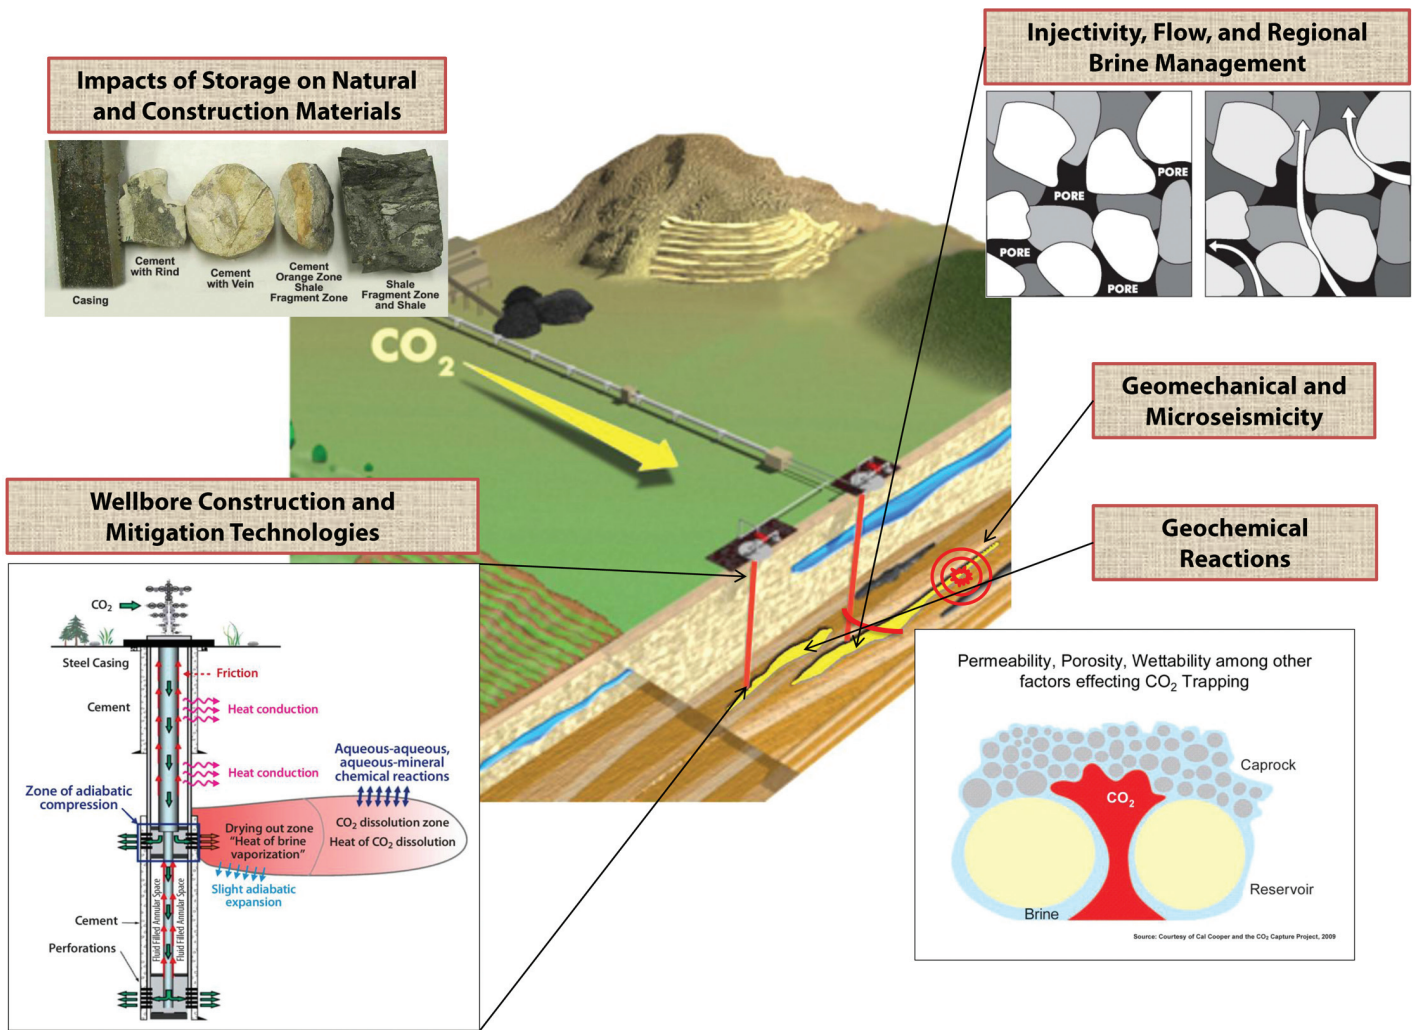 Impacts of Storage on Natural
and Construction Materials
Casing
Cement
with Rind
Cement
with Vein
Cement
Orange Zone
Shale
Fragment Zone
Shale
Fragment Zone
and Shale
Injectivity, Flow, and Regional
Brine Management
PORE
PORE
PORE
PORE
CO₂
Geomechanical and
Microseismicity
Geochemical
Reactions
Wellbore Construction and
Mitigation Technologies
CO₂
Steel Casing
Friction
Cement
Heat conduction
Heat conduction
Aqueous-aqueous,
aqueous-mineral
chemical reactions
Zone of adiabatic
compression
Drying out zone
"Heat of brine
vaporization"
CO₂ dissolution zone
Heat of CO₂ dissolution
Slight adiabatic
expansion
Fluid Filled Annular Space
Fluid Filled Annular Space
Cement
Perforations
Permeability, Porosity, Wettability among other
factors effecting CO₂ Trapping
Caprock
CO₂
Reservoir
Brine
Source: Courtesy of Cal Cooper and the CO₂ Capture Project, 2009